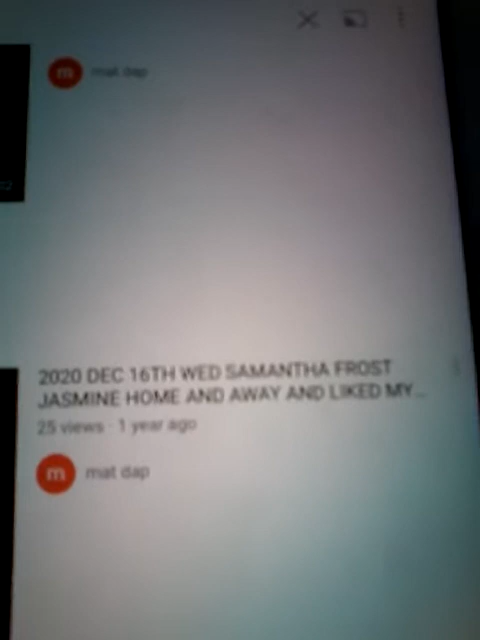 m mat dap
2020 DEC 16TH WED SAMANTHA FROST
JASMINE HOME AND AWAY AND LIKED MY...
25 views · 1 year ago
m mat dap